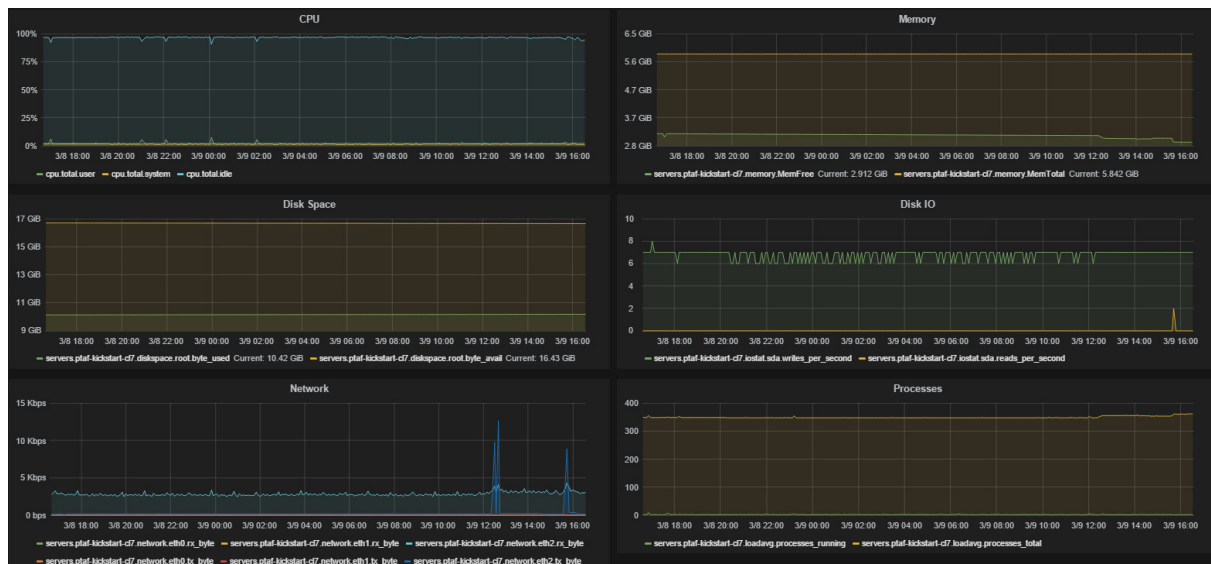 CPU
100%
75%
50%
25%
0%
3/8 18:00 3/8 20:00 3/8 22:00 3/9 00:00 3/9 02:00 3/9 04:00 3/9 06:00 3/9 08:00 3/9 10:00 3/9 12:00 3/9 14:00 3/9 16:00
cpu.total.user cpu.total.system cpu.total.idle
Memory
6.5 GiB
5.6 GiB
4.7 GiB
3.7 GiB
2.8 GiB
3/8 18:00 3/8 20:00 3/8 22:00 3/9 00:00 3/9 02:00 3/9 04:00 3/9 06:00 3/9 08:00 3/9 10:00 3/9 12:00 3/9 14:00 3/9 16:00
servers.ptaf-kickstart-cl7.memory.MemFree Current: 2.912 GiB servers.ptaf-kickstart-cl7.memory.MemTotal Current: 5.842 GiB
Disk Space
17 GiB
15 GiB
13 GiB
11 GiB
9 GiB
3/8 18:00 3/8 20:00 3/8 22:00 3/9 00:00 3/9 02:00 3/9 04:00 3/9 06:00 3/9 08:00 3/9 10:00 3/9 12:00 3/9 14:00 3/9 16:00
servers.ptaf-kickstart-cl7.diskspace.root.byte_used Current: 10.42 GiB servers.ptaf-kickstart-cl7.diskspace.root.byte_avail Current: 16.43 GiB
Disk IO
10
8
6
4
2
0
3/8 18:00 3/8 20:00 3/8 22:00 3/9 00:00 3/9 02:00 3/9 04:00 3/9 06:00 3/9 08:00 3/9 10:00 3/9 12:00 3/9 14:00 3/9 16:00
servers.ptaf-kickstart-cl7.iostat.sda.writes_per_second servers.ptaf-kickstart-cl7.iostat.sda.reads_per_second
Network
15 Kbps
10 Kbps
5 Kbps
0 bps
3/8 18:00 3/8 20:00 3/8 22:00 3/9 00:00 3/9 02:00 3/9 04:00 3/9 06:00 3/9 08:00 3/9 10:00 3/9 12:00 3/9 14:00 3/9 16:00
servers.ptaf-kickstart-cl7.network.eth0.rx_byte servers.ptaf-kickstart-cl7.network.eth1.rx_byte servers.ptaf-kickstart-cl7.network.eth2.rx_byte
servers.ptaf-kickstart-cl7.network.eth0.tx_byte servers.ptaf-kickstart-cl7.network.eth1.tx_byte servers.ptaf-kickstart-cl7.network.eth2.tx_byte
Processes
400
300
200
100
0
3/8 18:00 3/8 20:00 3/8 22:00 3/9 00:00 3/9 02:00 3/9 04:00 3/9 06:00 3/9 08:00 3/9 10:00 3/9 12:00 3/9 14:00 3/9 16:00
servers.ptaf-kickstart-cl7.loadavg.processes_running servers.ptaf-kickstart-cl7.loadavg.processes_total